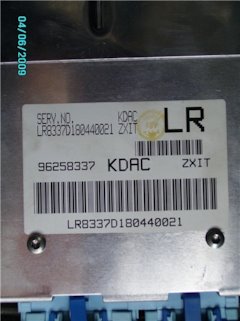 04/06/2009
SERV.NO. KDAC
LR8337D180440021 ZXIT
LR
96258337 KDAC ZXIT
LR8337D180440021